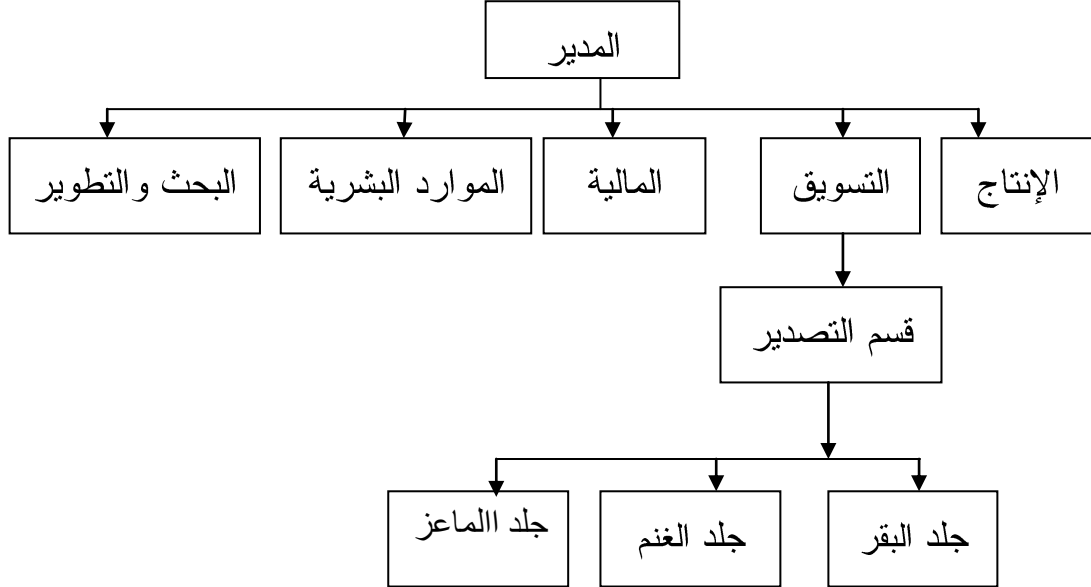 المدير
الإنتاج
التسويق
المالية
الموارد البشرية
البحث والتطوير
قسم التصدير
جلد البقر
جلد الغنم
جلد االماعز